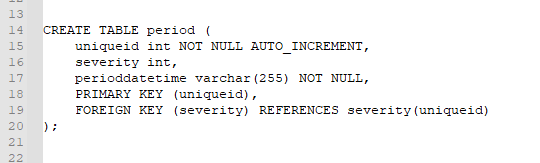 13
14 CREATE TABLE period (
15 uniqueid int NOT NULL AUTO_INCREMENT,
16 severity int,
17 perioddatetime varchar(255) NOT NULL,
18 PRIMARY KEY (uniqueid),
19 FOREIGN KEY (severity) REFERENCES severity(uniqueid)
20 );
21
22